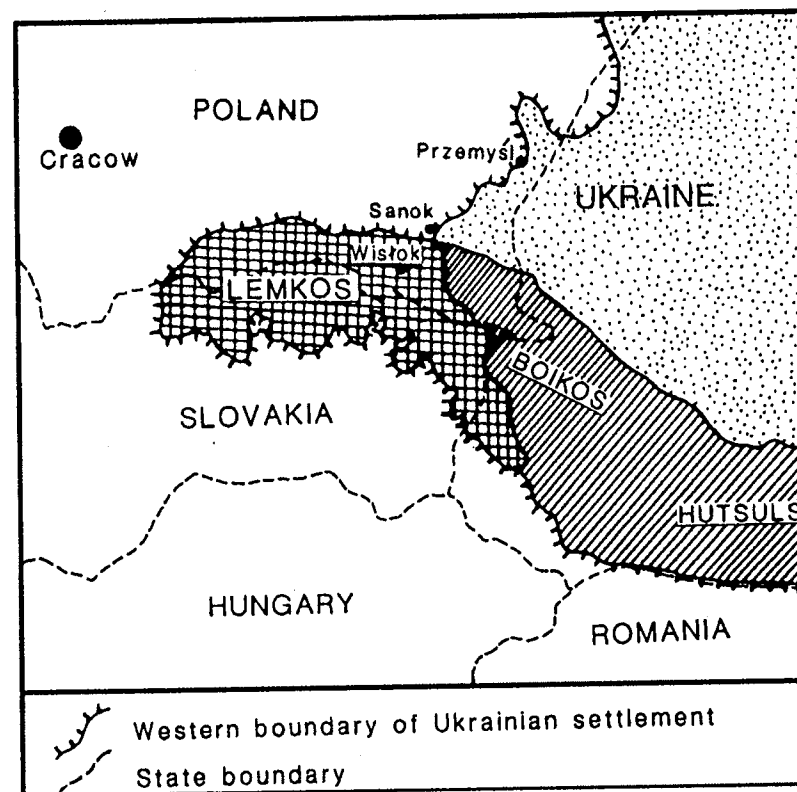 POLAND
Cracow
Przemyśl
UKRAINE
Sanok
Wisłok
LEMKOS
BOIKOS
SLOVAKIA
HUTSULS
HUNGARY
ROMANIA
Western boundary of Ukrainian settlement
State boundary